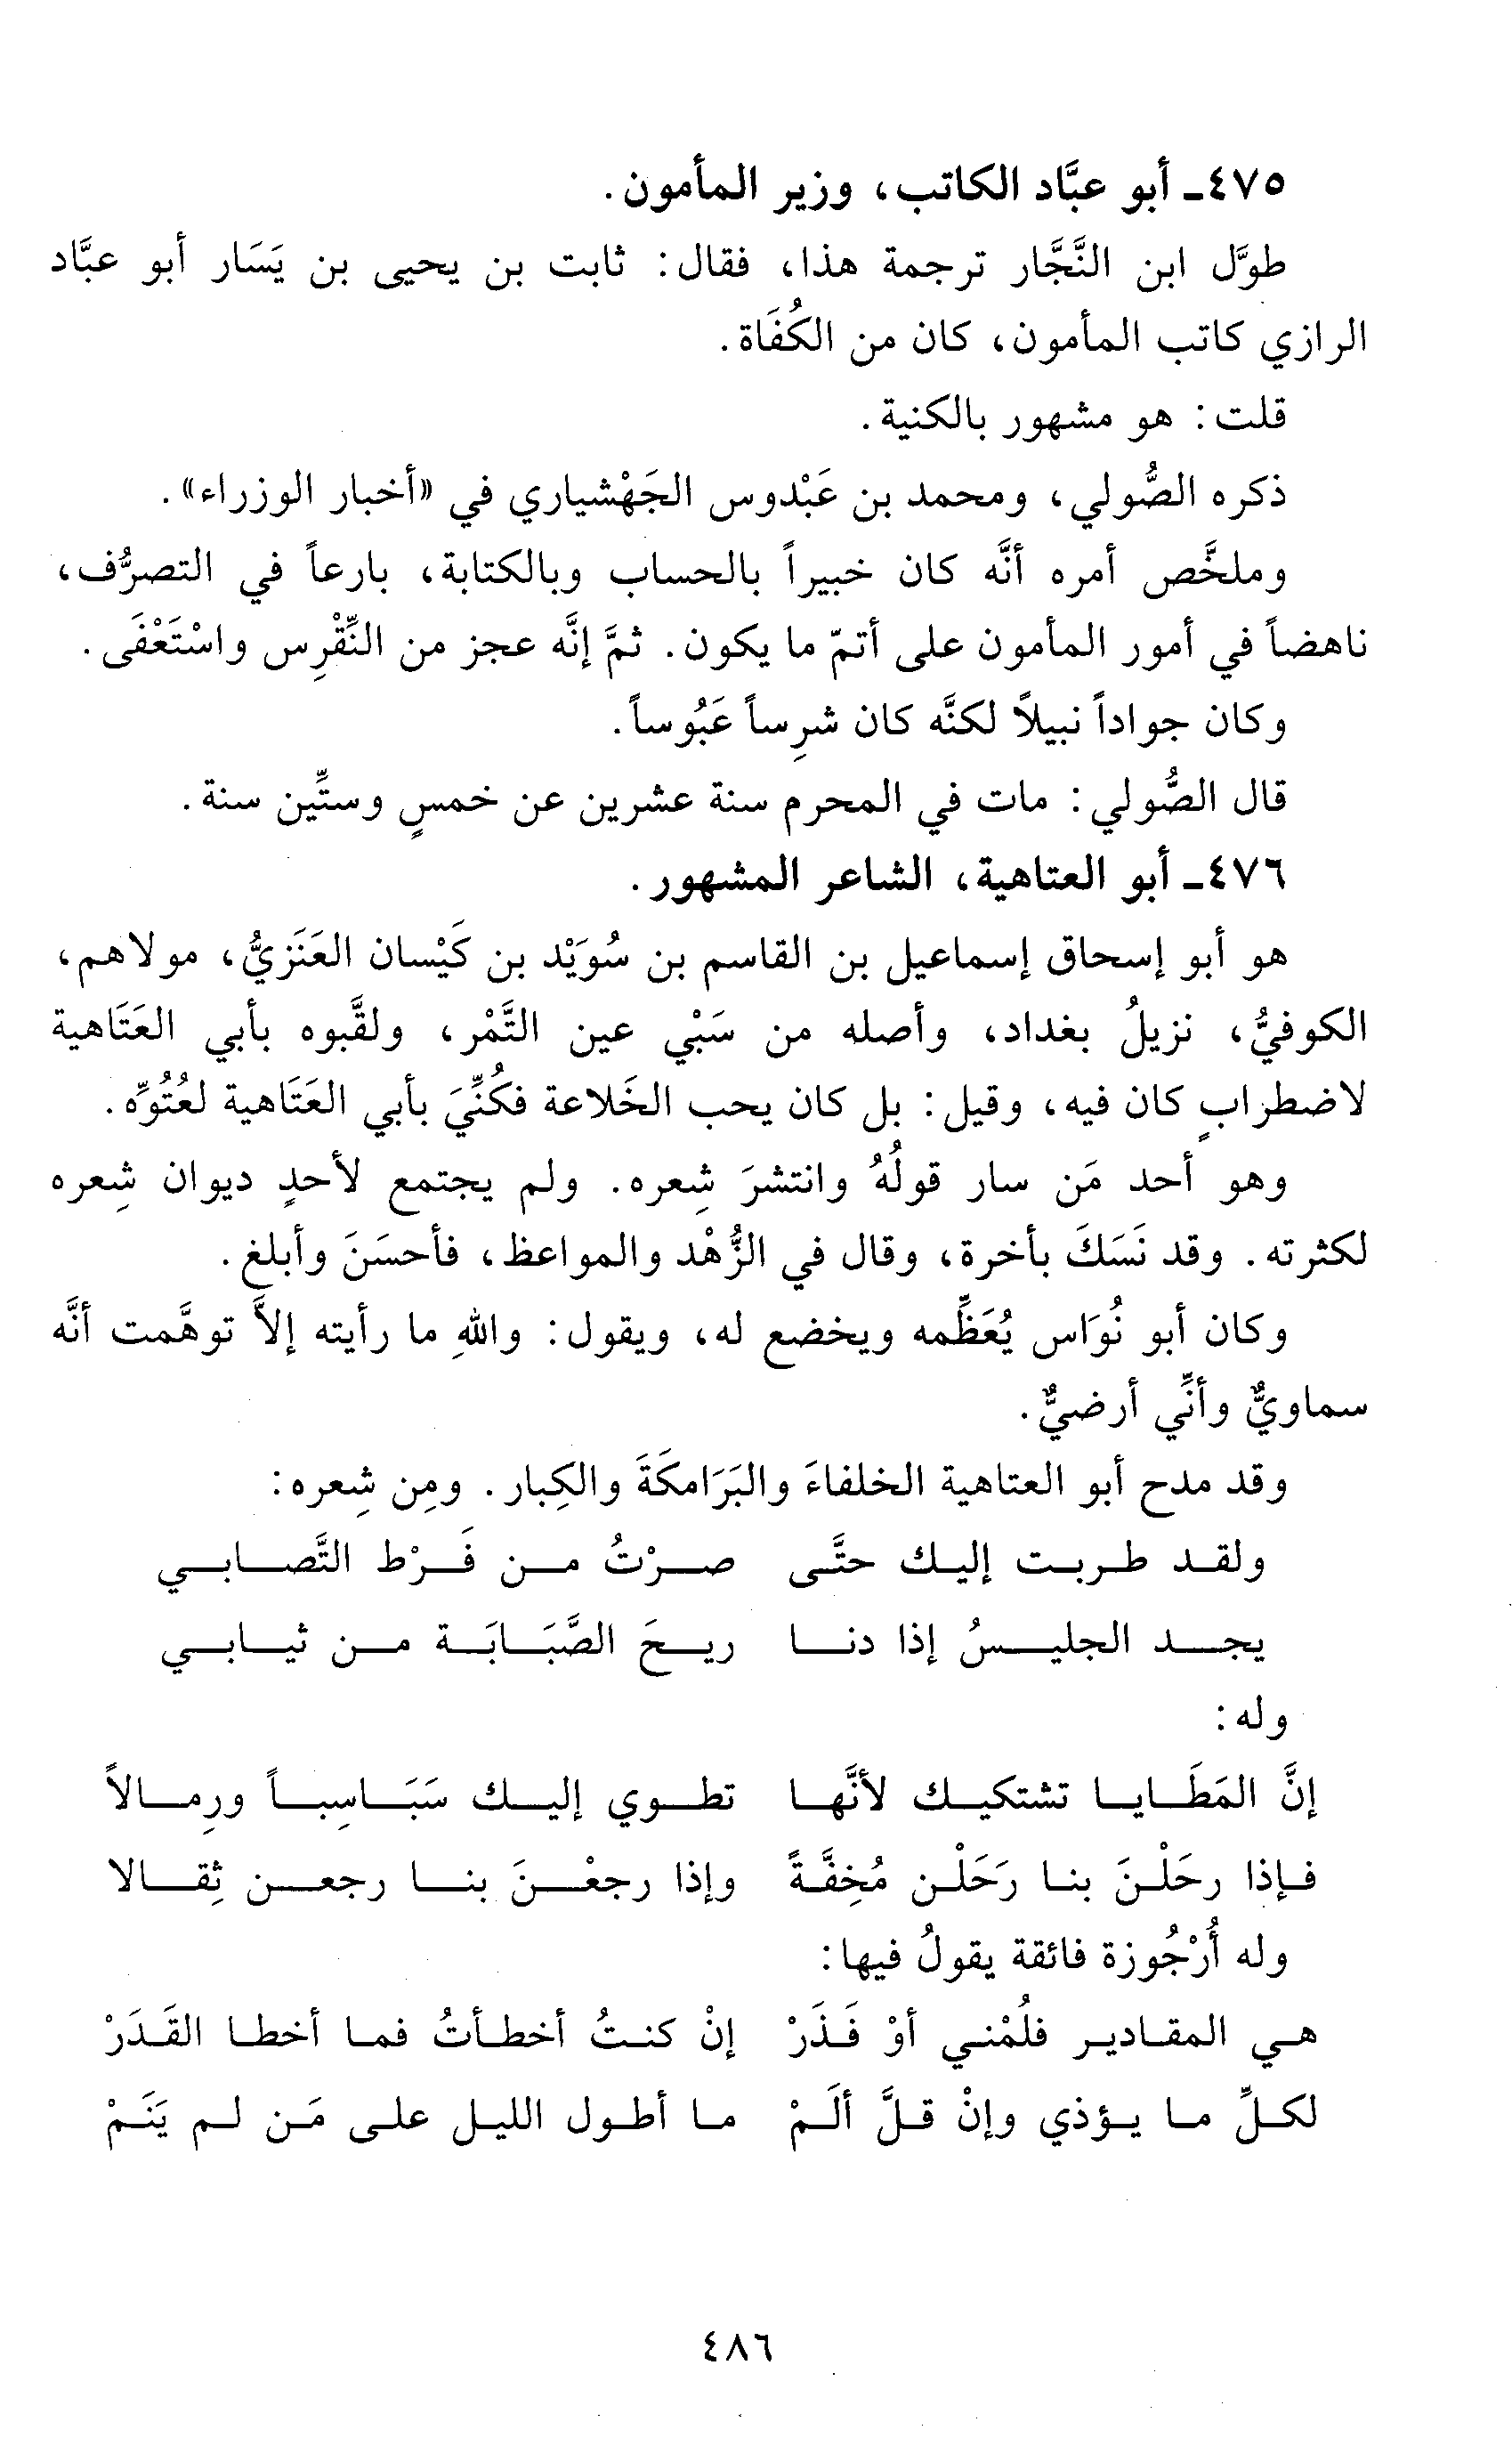 ٤٧٥- أبو عبَّاد الكاتب، وزير المأمون.
طوَّل ابن النَّجَّار ترجمة هذا، فقال: ثابت بن يحيى بن يَسَار أبو عبَّاد
الرازي كاتب المأمون، كان من الكُفَاة.
قلت: هو مشهور بالكنية.
ذكره الصُّولي، ومحمد بن عَبْدوس الجَهْشياري في «أخبار الوزراء».
وملخَّص أمره أنَّه كان خبيراً بالحساب وبالكتابة، بارعاً في التصرُّف،
ناهضاً في أمور المأمون على أتمّ ما يكون. ثمَّ إنَّه عجز من النِّقْرِس واسْتَعْفَى.
وكان جواداً نبيلاً لكنَّه كان شرِساً عَبُوساً.
قال الصُّولي: مات في المحرم سنة عشرين عن خمسٍ وستِّين سنة.
٤٧٦- أبو العتاهية، الشاعر المشهور.
هو أبو إسحاق إسماعيل بن القاسم بن سُوَيْد بن كَيْسان العَنَزيُّ، مولاهم،
الكوفيُّ، نزيلُ بغداد، وأصله من سَبْي عين التَّمْر، ولقَّبوه بأبي العَتَاهية
لاضطرابٍ كان فيه، وقيل: بل كان يحب الخَلاعة فكُنِّيَ بأبي العَتَاهية لعُتُوِّه.
وهو أحد مَن سار قولُهُ وانتشرَ شِعره. ولم يجتمع لأحدٍ ديوان شِعره
لكثرته. وقد نَسَكَ بأخرة، وقال في الزُّهْد والمواعظ، فأحسَنَ وأبلغ.
وكان أبو نُوَاس يُعَظِّمه ويخضع له، ويقول: واللهِ ما رأيته إلاَّ توهَّمت أنَّه
سماويٌّ وأنِّي أرضيٌّ.
وقد مدح أبو العتاهية الخلفاءَ والبَرَامكَةَ والكِبار. ومِن شِعره:
ولقد طربت إليك حتَّى صرْتُ من فَرْط التَّصابي
يجد الجليسُ إذا دنا ريحَ الصَّبَابَة من ثيابي
وله:
إنَّ المَطَايا تشتكيك لأنَّها تطوي إليك سَبَاسِباً ورِمالاً
فإذا رحَلْنَ بنا رَحَلْن مُخِفَّةً وإذا رجعْنَ بنا رجعن ثِقالا
وله أُرْجُوزة فائقة يقولُ فيها:
هي المقادير فلُمْني أوْ فَذَرْ إنْ كنتُ أخطأتُ فما أخطا القَدَرْ
لكلِّ ما يؤذي وإنْ قلَّ ألَمْ ما أطول الليل على مَن لم يَنَمْ
٤٨٦